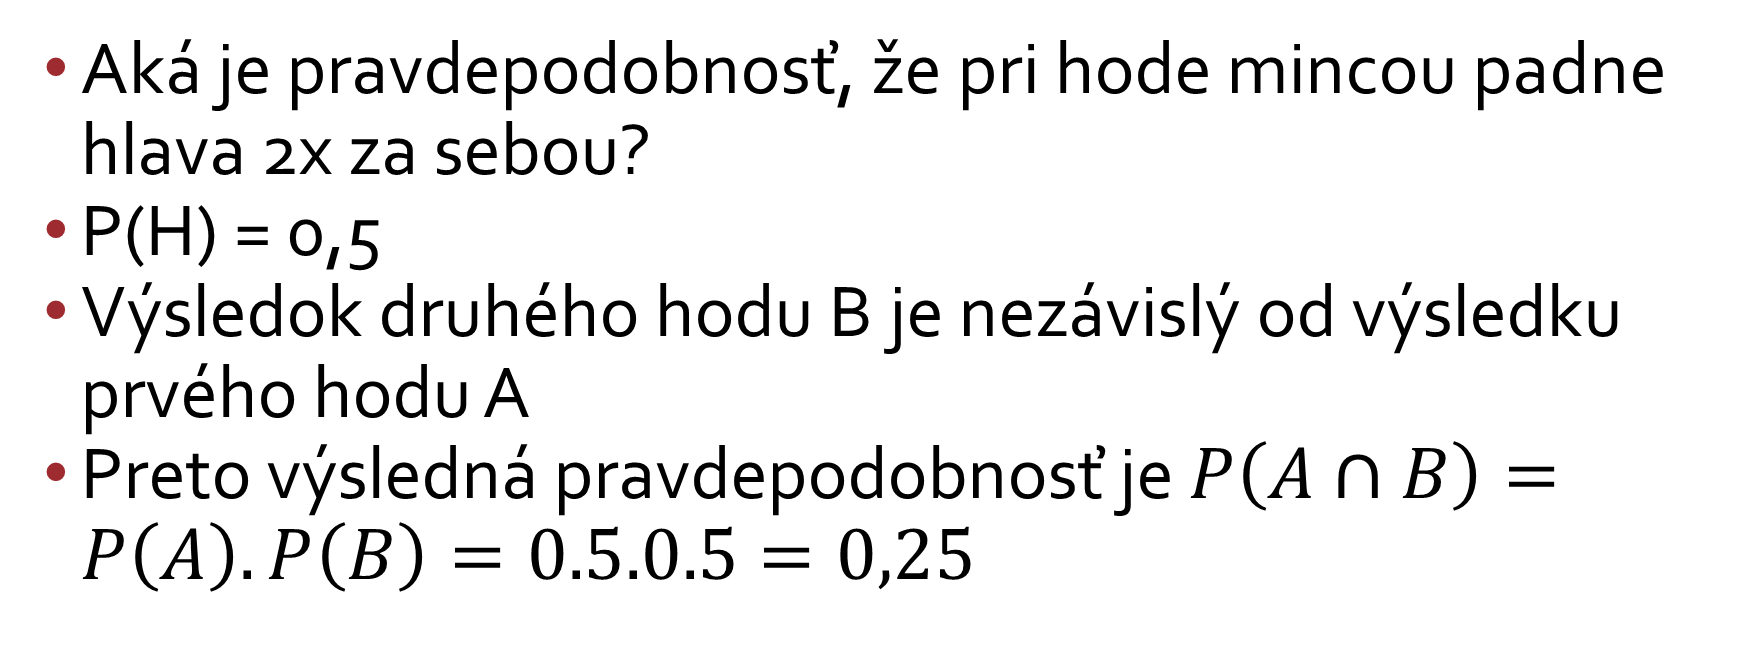 • Aká je pravdepodobnosť, že pri hode mincou padne
hlava 2x za sebou?
• P(H) = 0,5
• Výsledok druhého hodu B je nezávislý od výsledku
prvého hodu A
• Preto výsledná pravdepodobnosť je 𝑃(𝐴 ∩ 𝐵) =
𝑃(𝐴). 𝑃(𝐵) = 0.5.0.5 = 0,25